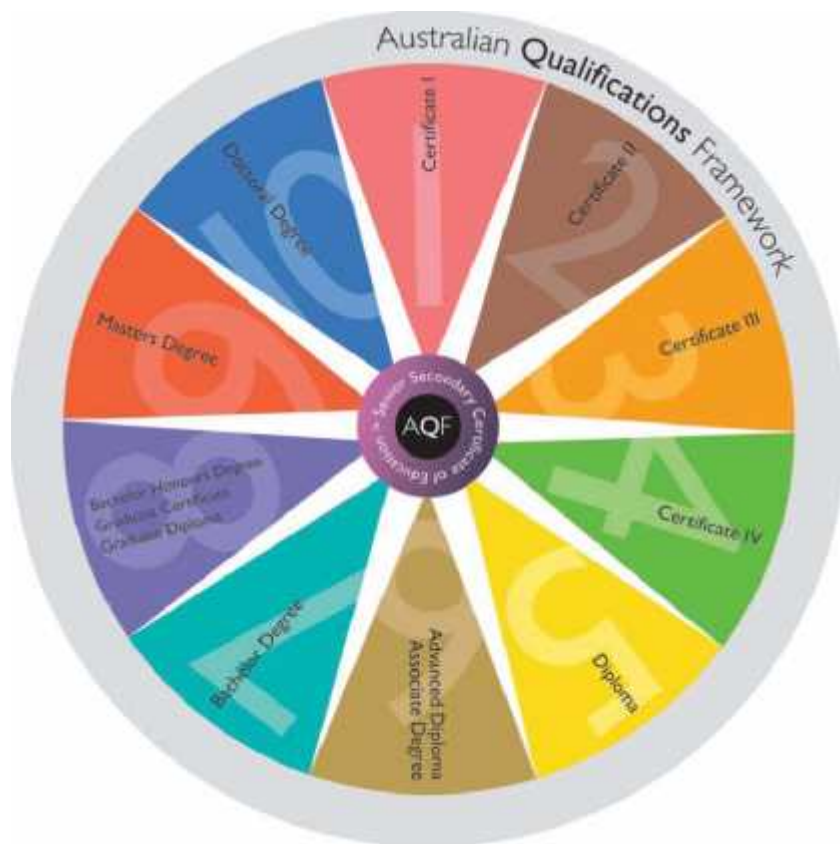 Australian Qualifications Framework
1
Certificate I
2
Certificate II
3
Certificate III
4
Certificate IV
5
Diploma
6
Advanced Diploma
Associate Degree
7
Bachelor Degree
8
Bachelor Honours Degree
Graduate Certificate
Graduate Diploma
9
Masters Degree
10
Doctoral Degree
Senior Secondary Certificate of Education
AQF